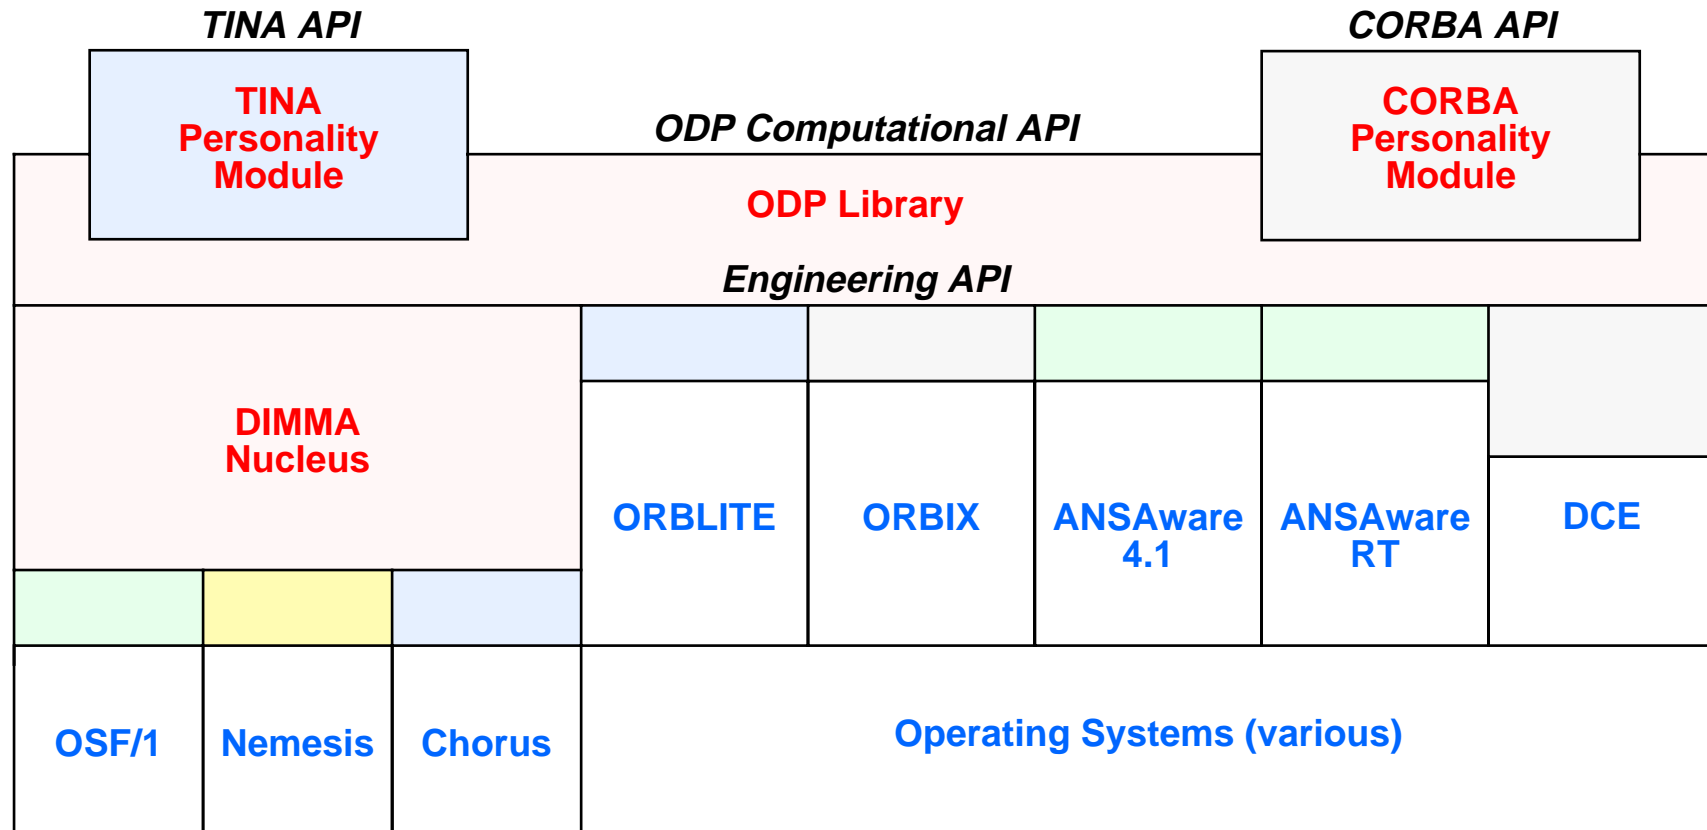 TINA API
CORBA API
TINA
Personality
Module
CORBA
Personality
Module
ODP Computational API
ODP Library
Engineering API
DIMMA
Nucleus
ORBLITE
ORBIX
ANSAware
4.1
ANSAware
RT
DCE
OSF/1
Nemesis
Chorus
Operating Systems (various)